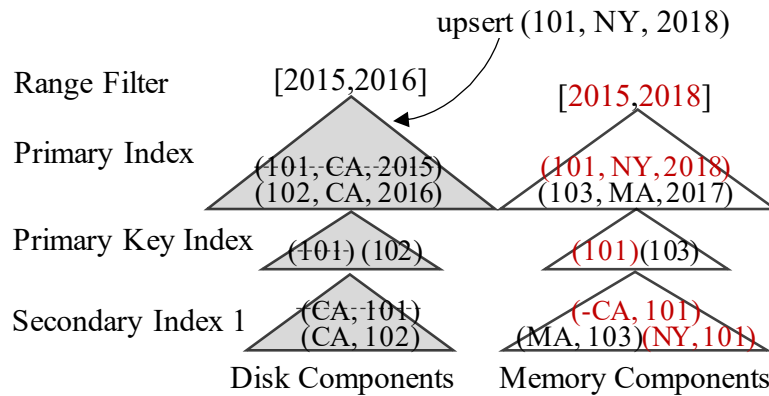 upsert (101, NY, 2018)
Range Filter [2015,2016] [2015,2018]
Primary Index
(101, CA, 2015) (101, NY, 2018)
(102, CA, 2016) (103, MA, 2017)
Primary Key Index (101) (102) (101)(103)
(CA, 101) (-CA, 101)
Secondary Index 1 (CA, 102) (MA, 103)(NY, 101)
Disk Components Memory Components